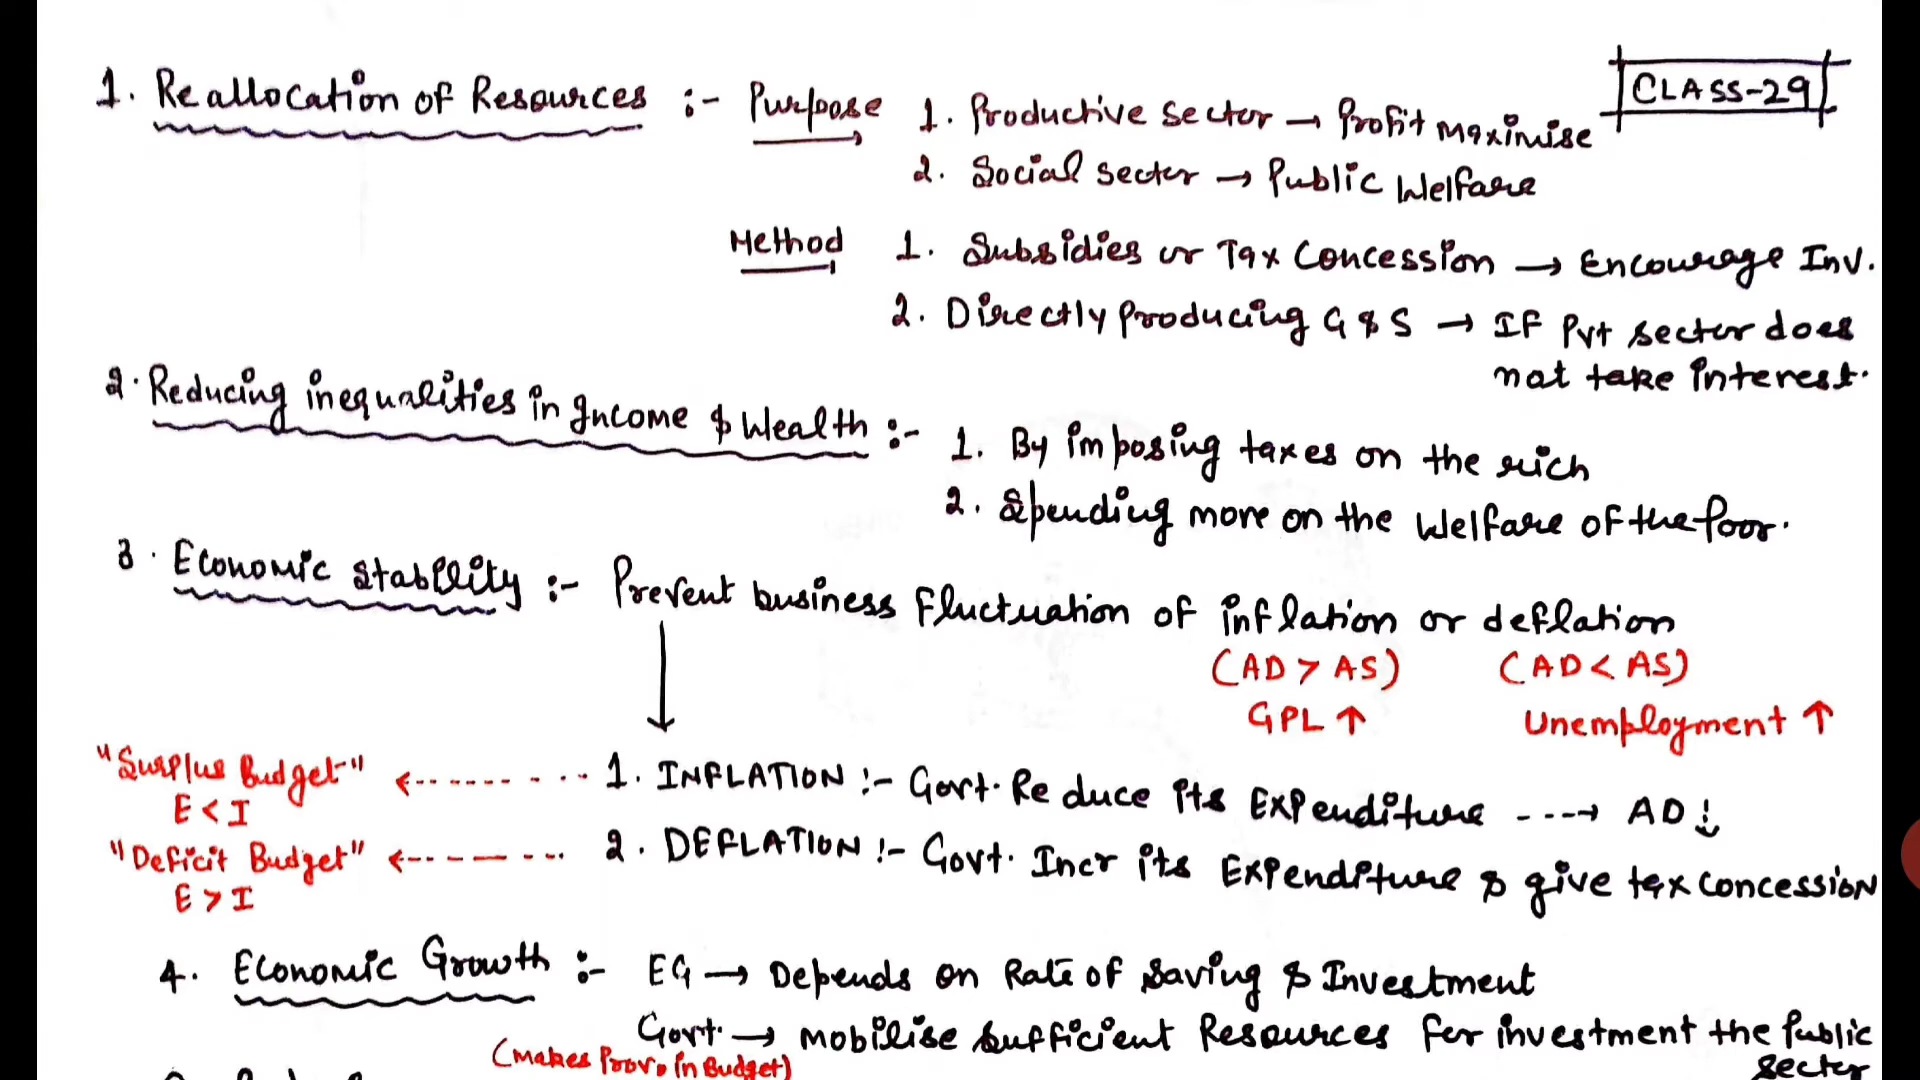 CLASS-29
1. Reallocation of Resources :- Purpose 1. Productive sector → Profit Maximise
2. Social sector → Public Welfare
Method 1. Subsidies or Tax Concession → Encourage Inv.
2. Directly producing G & S → IF Pvt sector does
not take interest.
2. Reducing inequalities in Income & Wealth :- 1. By imposing taxes on the rich
2. Spending more on the Welfare of the Poor.
3. Economic Stability :- Prevent business Fluctuation of inflation or deflation
(AD > AS) (AD < AS)
GPL ↑ Unemployment ↑
"Surplus Budget" ← 1. INFLATION :- Govt. Reduce its Expenditure ----→ AD ↓
E < I
"Deficit Budget" ← 2. DEFLATION :- Govt. Incr its Expenditure & give tax concession
E > I
4. Economic Growth :- EG → Depends on Rate of Saving & Investment
Govt. → mobilise sufficient Resources for investment the Public
sector
(Makes Prov. in Budget)